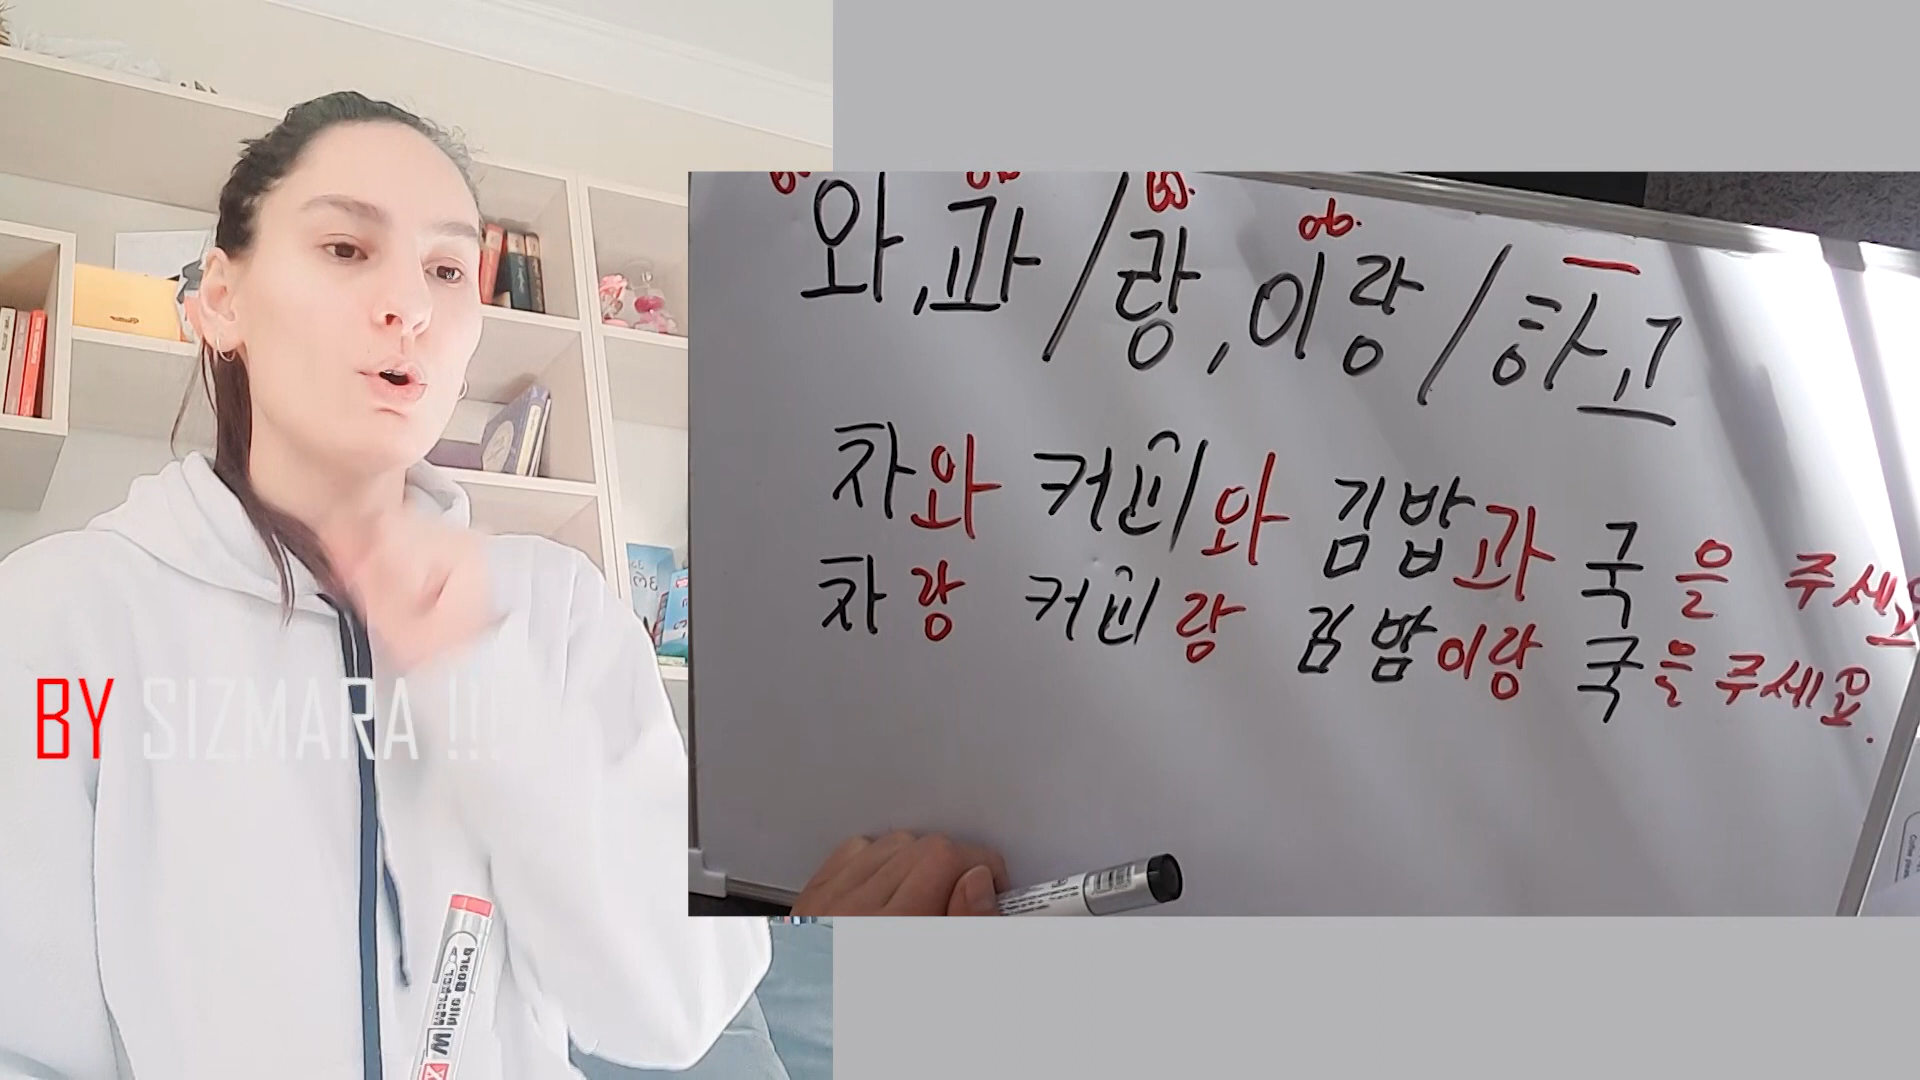 BY SIZMARA !!!
об.
와, 과 / 랑, 이랑 / 하고
차와 커피와 김밥과 국을 주세요
차랑 커피랑 김밥이랑 국을 주세요.